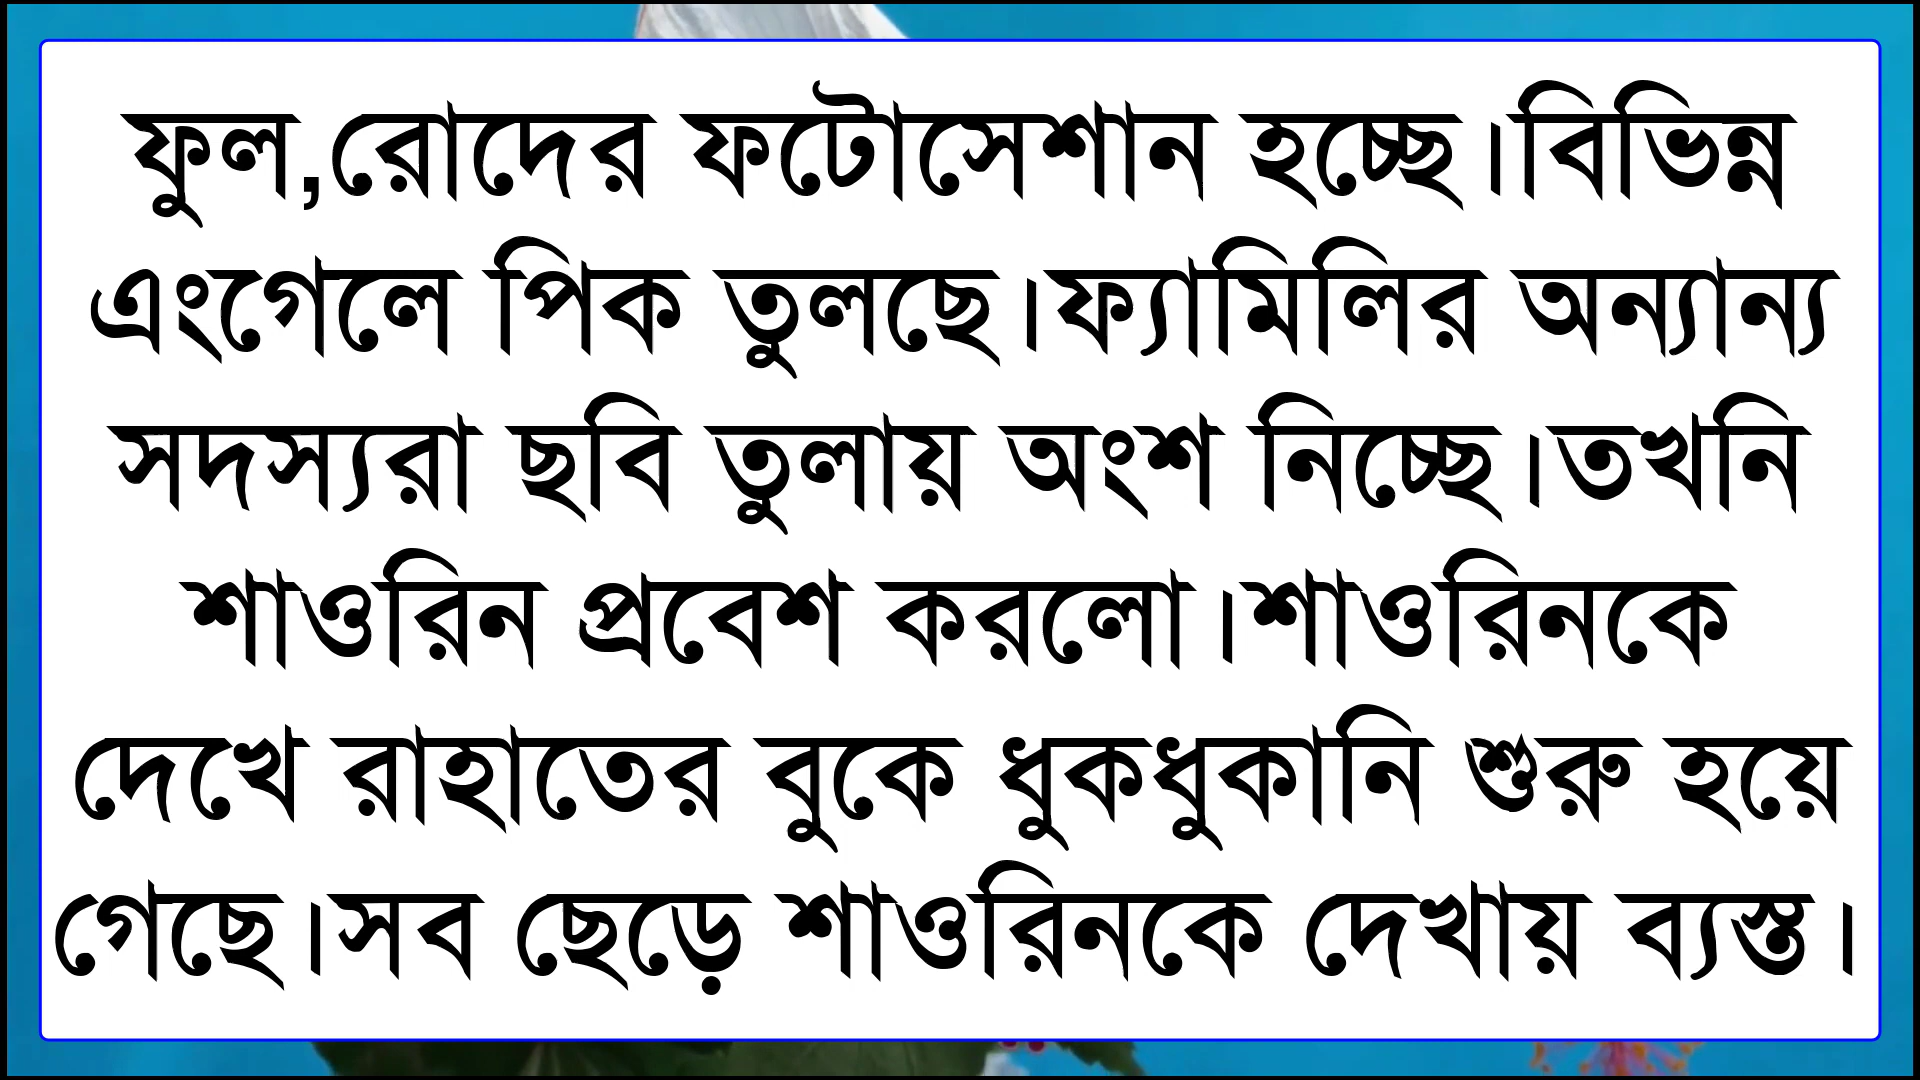 ফুল,রোদের ফটোসেশান হচ্ছে।বিভিন্ন
এংগেলে পিক তুলছে।ফ্যামিলির অন্যান্য
সদস্যরা ছবি তুলায় অংশ নিচ্ছে।তখনি
শাওরিন প্রবেশ করলো।শাওরিনকে
দেখে রাহাতের বুকে ধুকধুকানি শুরু হয়ে
গেছে।সব ছেড়ে শাওরিনকে দেখায় ব্যস্ত।